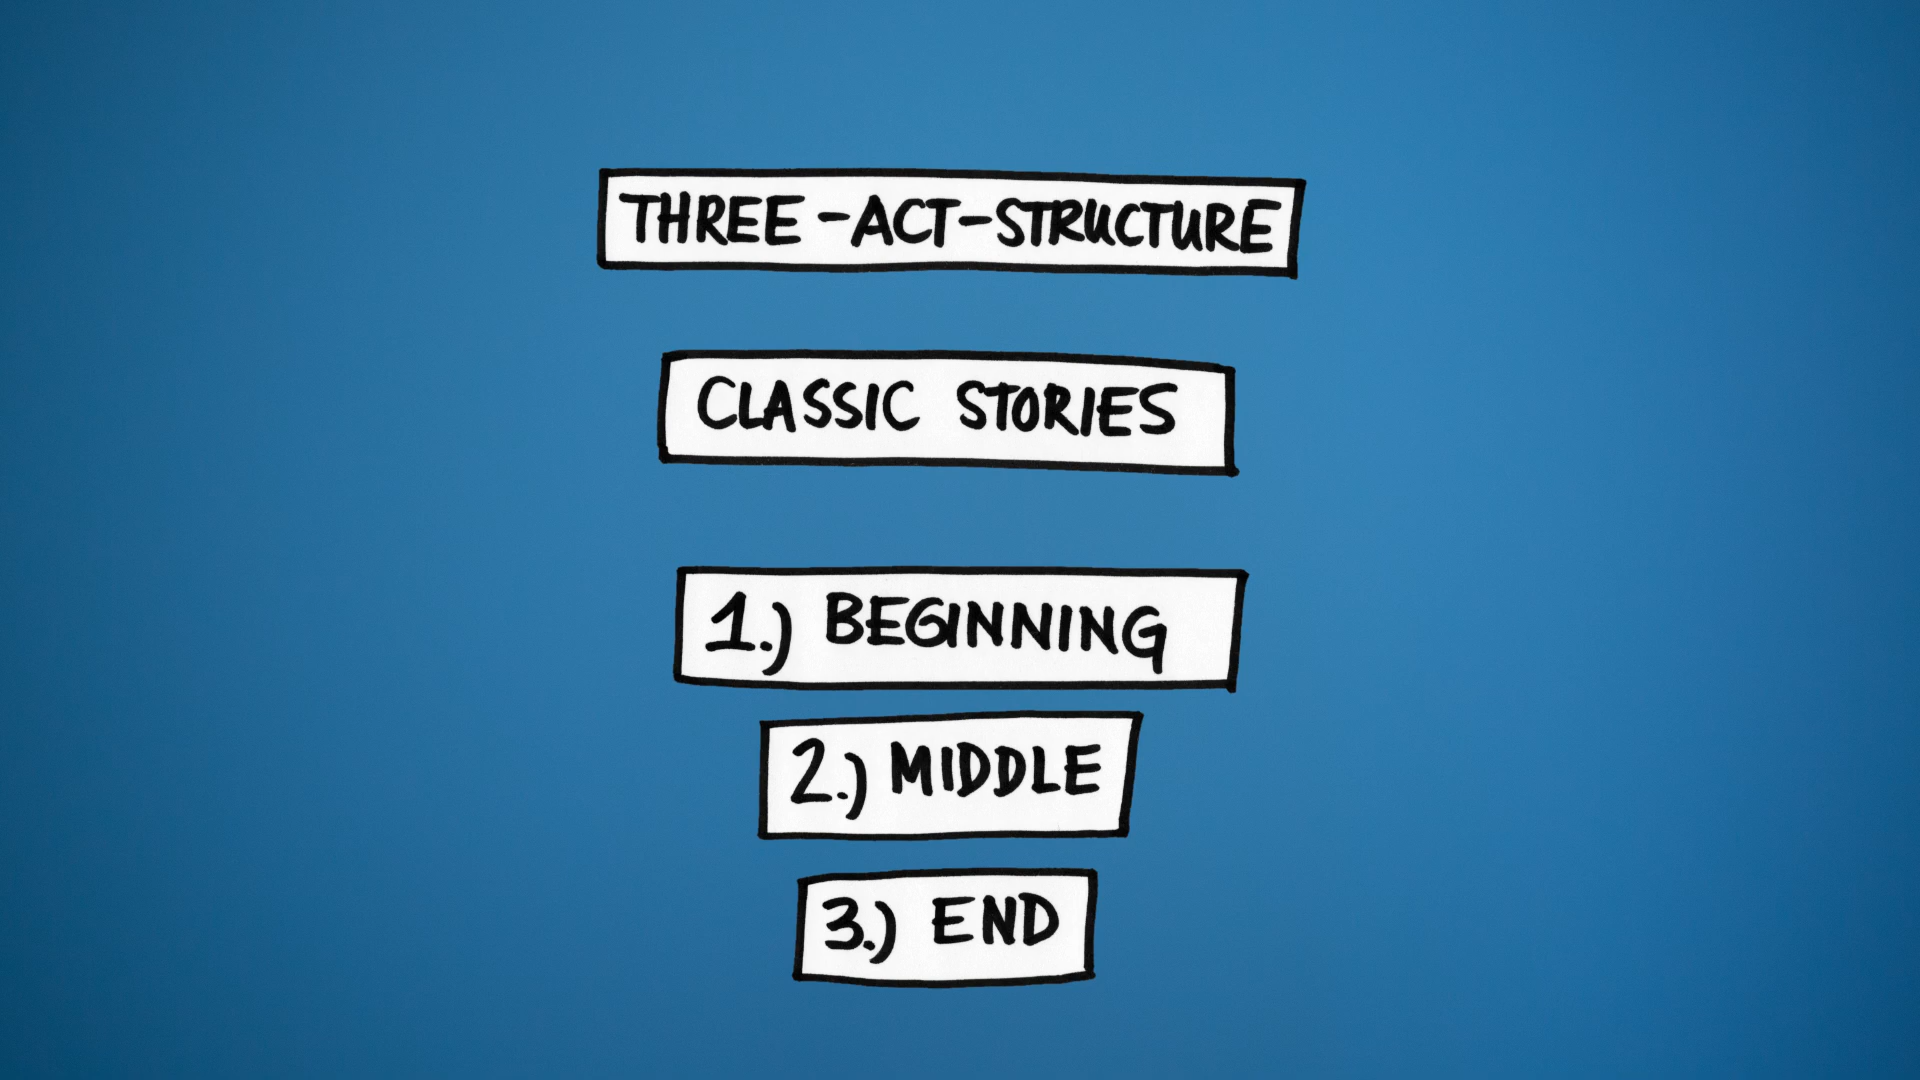 THREE-ACT-STRUCTURE
CLASSIC STORIES
1.) BEGINNING
2.) MIDDLE
3.) END